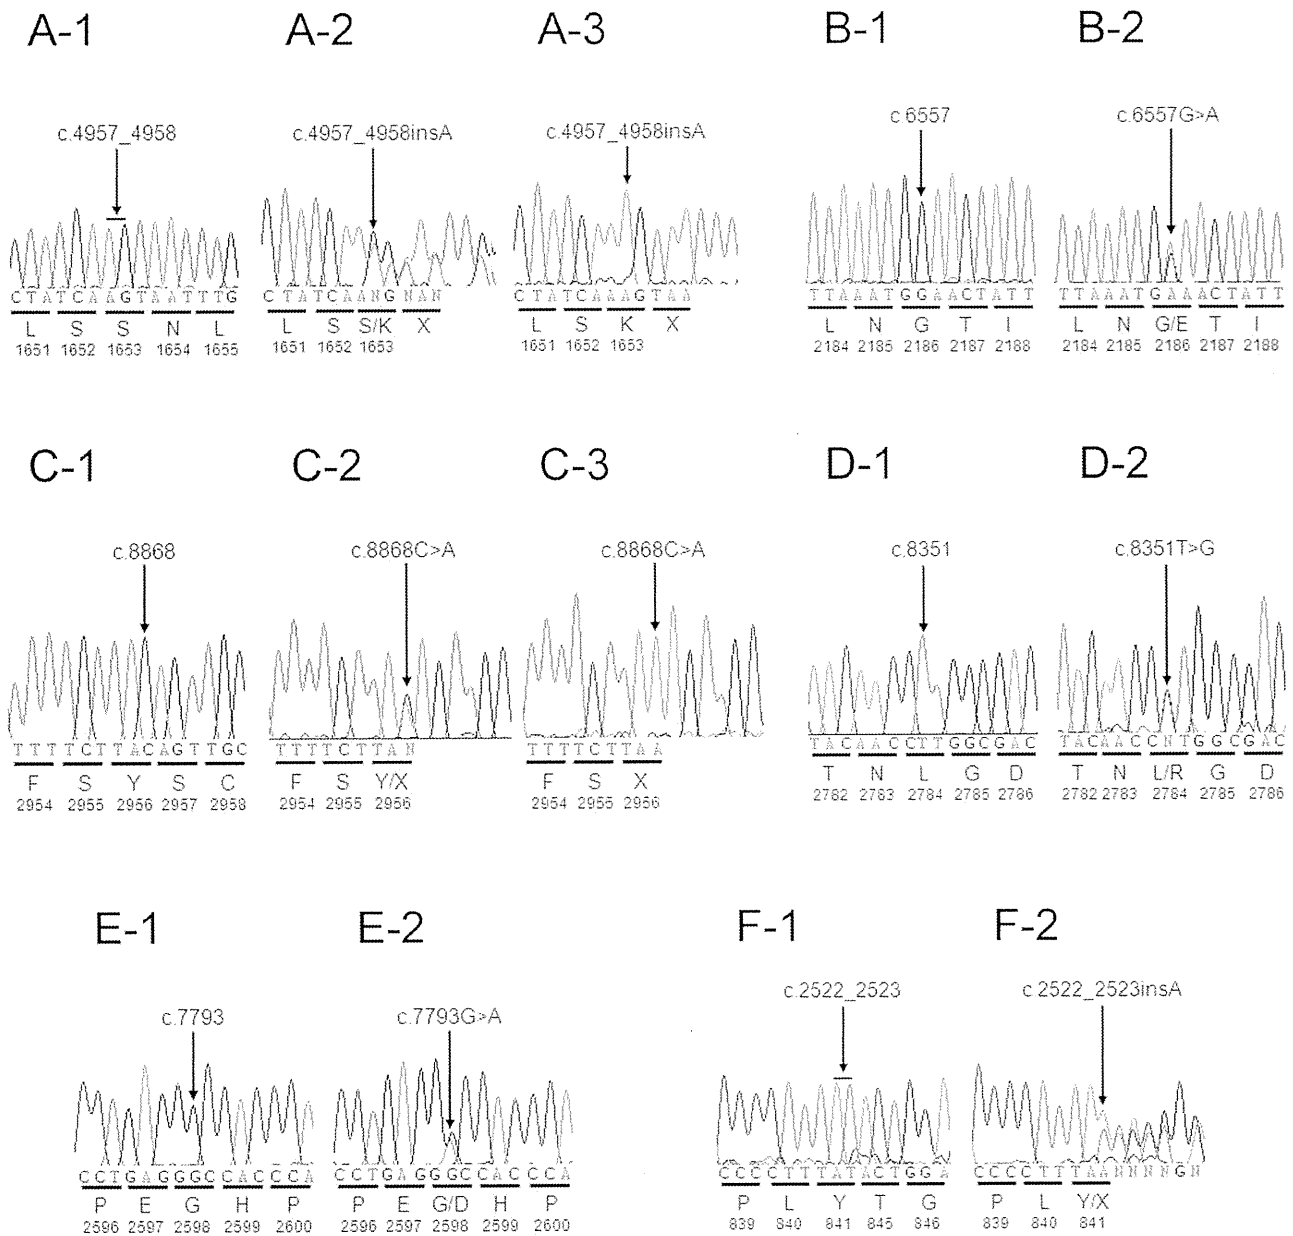 A-1 A-2 A-3 B-1 B-2
c.4957_4958 c.4957_4958insA c.4957_4958insA c.6557 c.6557G>A
CTATCAAGTAATTTG CTATCAANGNAN CTATCAAAGTAA TTAAATGGAACTATT TTAAATGAAACTATT
L S S N L L S S/K X L S K X L N G T I L N G/E T I
1651 1652 1653 1654 1655 1651 1652 1653 1651 1652 1653 2184 2185 2186 2187 2188 2184 2185 2186 2187 2188
C-1 C-2 C-3 D-1 D-2
c.8868 c.8868C>A c.8868C>A c.8351 c.8351T>G
TTTTCTTACAGTTGC TTTTCTTAN TTTTCTTAA TACAACCTTGGCGAC TACAACCNTGGCGAC
F S Y S C F S Y/X F S X T N L G D T N L/R G D
2954 2955 2956 2957 2958 2954 2955 2956 2954 2955 2956 2782 2783 2784 2785 2786 2782 2783 2784 2785 2786
E-1 E-2 F-1 F-2
c.7793 c.7793G>A c.2522_2523 c.2522_2523insA
CCTGAGGGCCACCCA CCTGAGGGCCACCCA CCCCTTTATACTGGA CCCCTTTAANNNNGN
P E G H P P E G/D H P P L Y T G P L Y/X
2596 2597 2598 2599 2600 2596 2597 2598 2599 2600 839 840 841 845 846 839 840 841